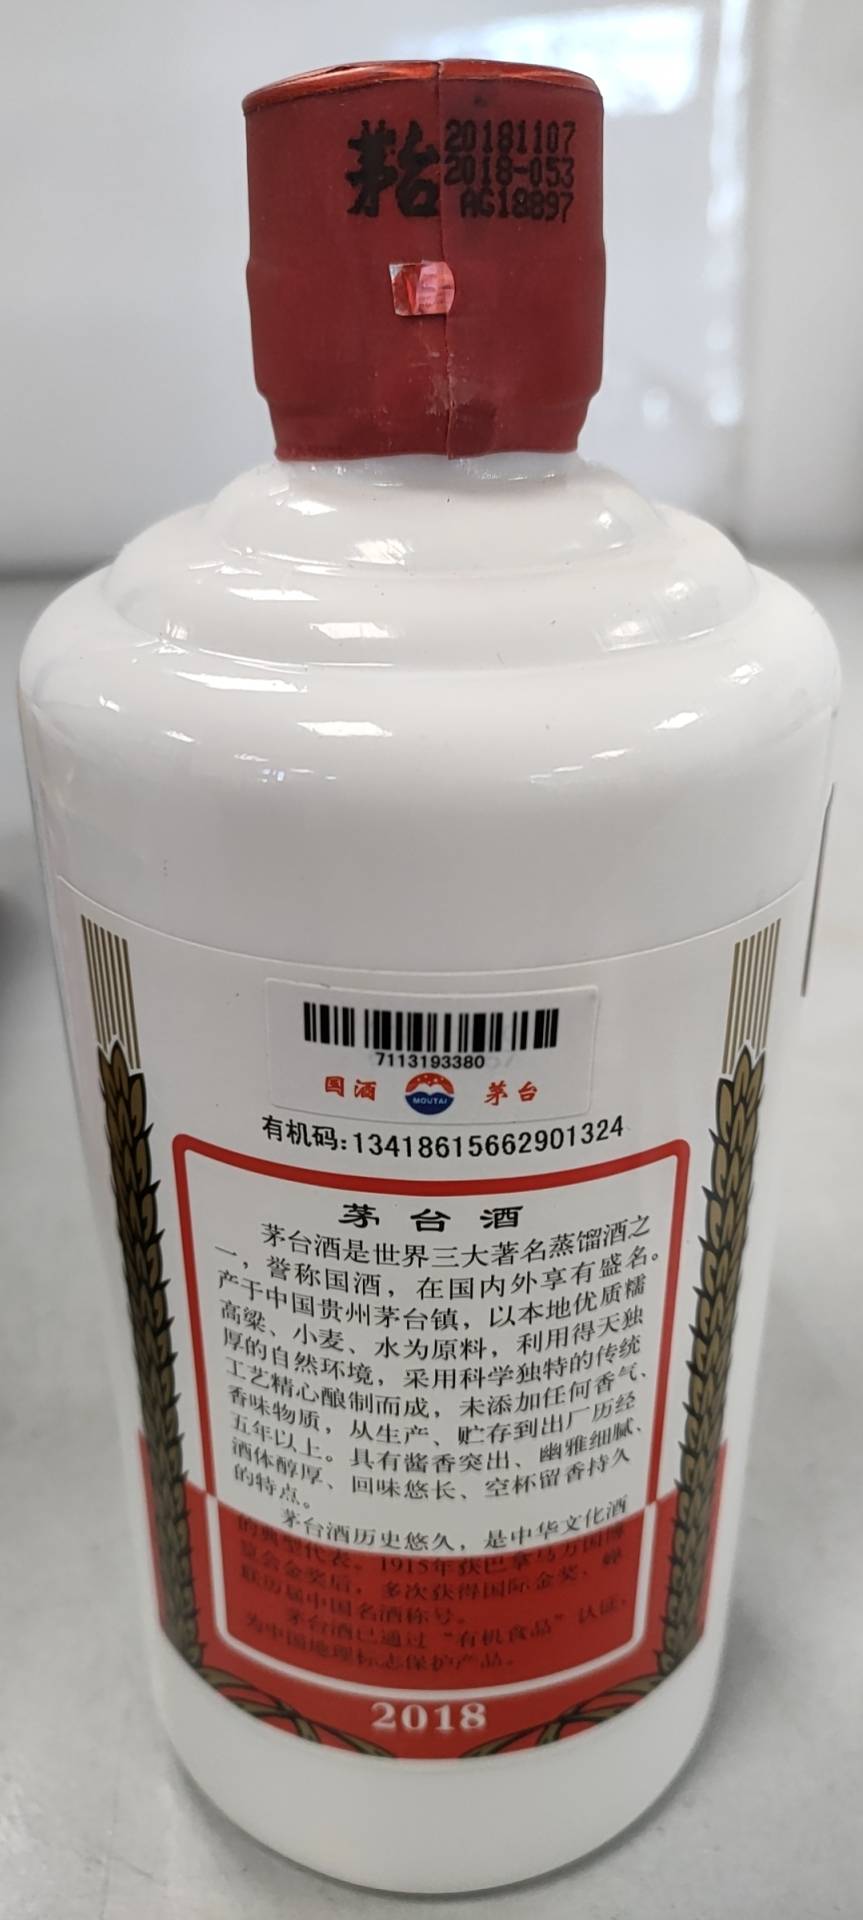 茅台
20181107
2018-053
AG18897
7113193380
国酒
MOUTAI
茅台
有机码:13418615662901324
茅台酒
茅台酒是世界三大著名蒸馏酒之
一，誉称国酒，在国内外享有盛名。
产于中国贵州茅台镇，以本地优质糯
高粱、小麦、水为原料，利用得天独
厚的自然环境，采用科学独特的传统
工艺精心酿制而成，未添加任何香气、
香味物质，从生产、贮存到出厂历经
五年以上。具有酱香突出、幽雅细腻、
酒体醇厚、回味悠长、空杯留香持久
的特点。
茅台酒历史悠久，是中华文化酒
的典型代表。1915年获巴拿马万国博
览会金奖后，多次获得国际金奖、蝉
联历届中国名酒称号。
茅台酒已通过“有机食品”认证，
为中国地理标志保护产品。
2018